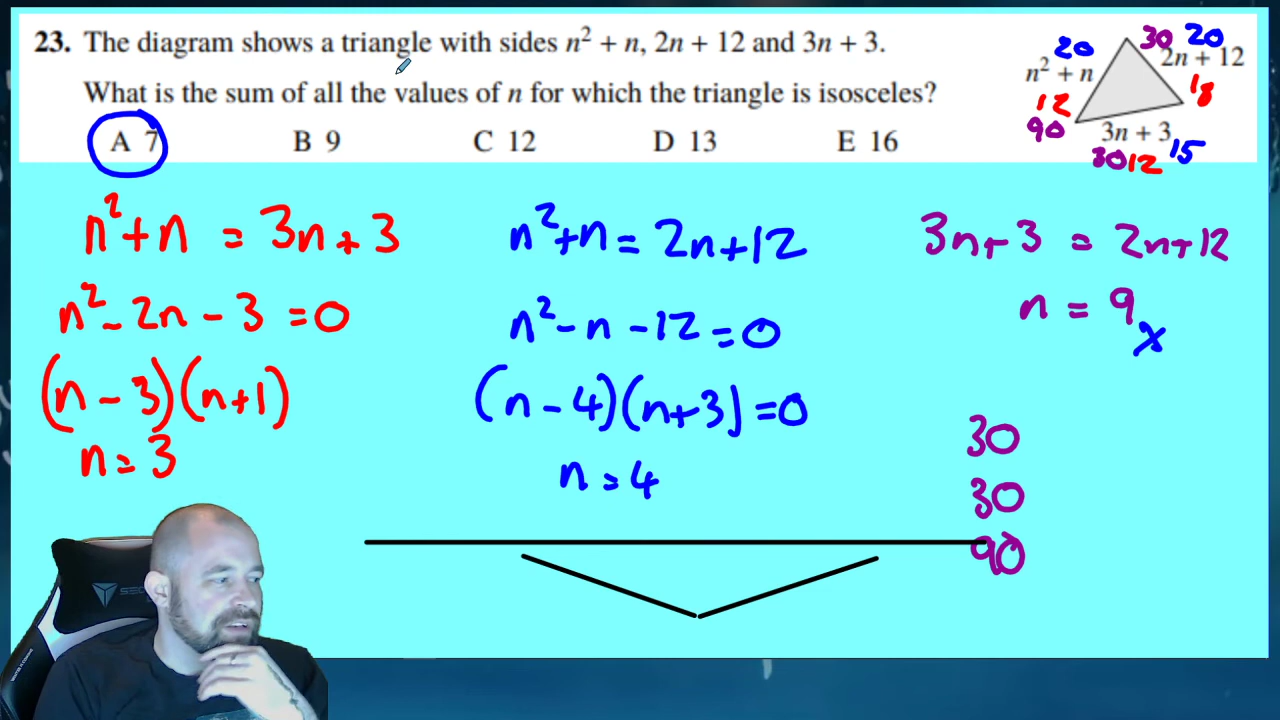 23. The diagram shows a triangle with sides n² + n, 2n + 12 and 3n + 3.
What is the sum of all the values of n for which the triangle is isosceles?
A 7 B 9 C 12 D 13 E 16
20 30 20
n² + n 2n + 12
12 18
90 3n + 3
30 12 15
n²+n = 3n+3
n²-2n-3=0
(n-3)(n+1)
n=3
n²+n=2n+12
n²-n-12=0
(n-4)(n+3)=0
n=4
3n+3=2n+12
n=9 x
30
30
90